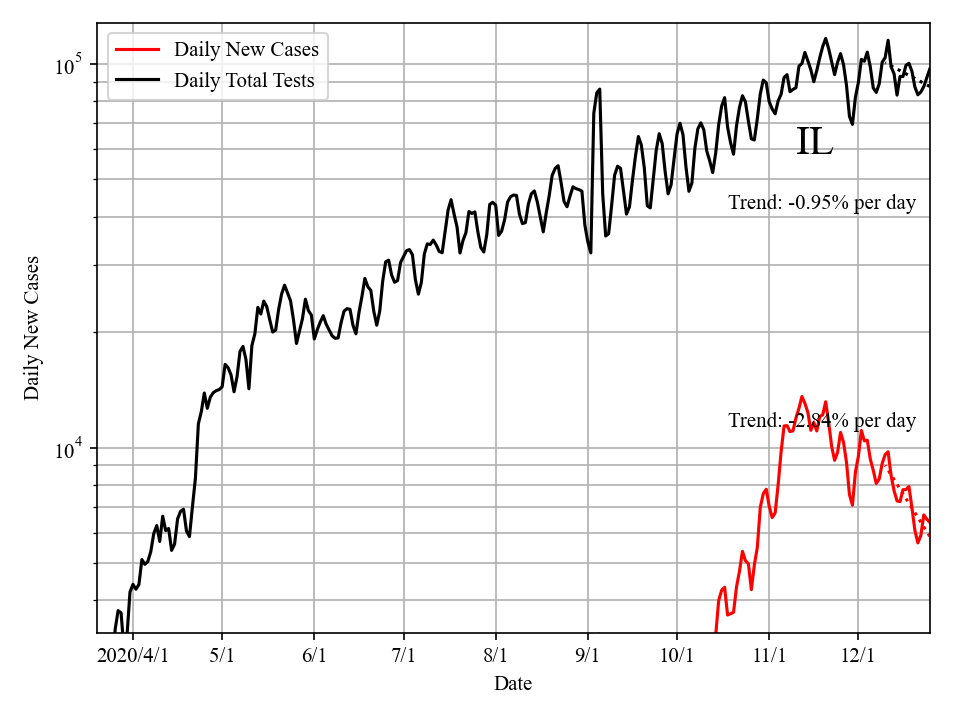 Daily New Cases
Daily Total Tests
10^5
IL
Trend: -0.95% per day
Daily New Cases
Trend: -2.84% per day
10^4
2020/4/1 5/1 6/1 7/1 8/1 9/1 10/1 11/1 12/1
Date